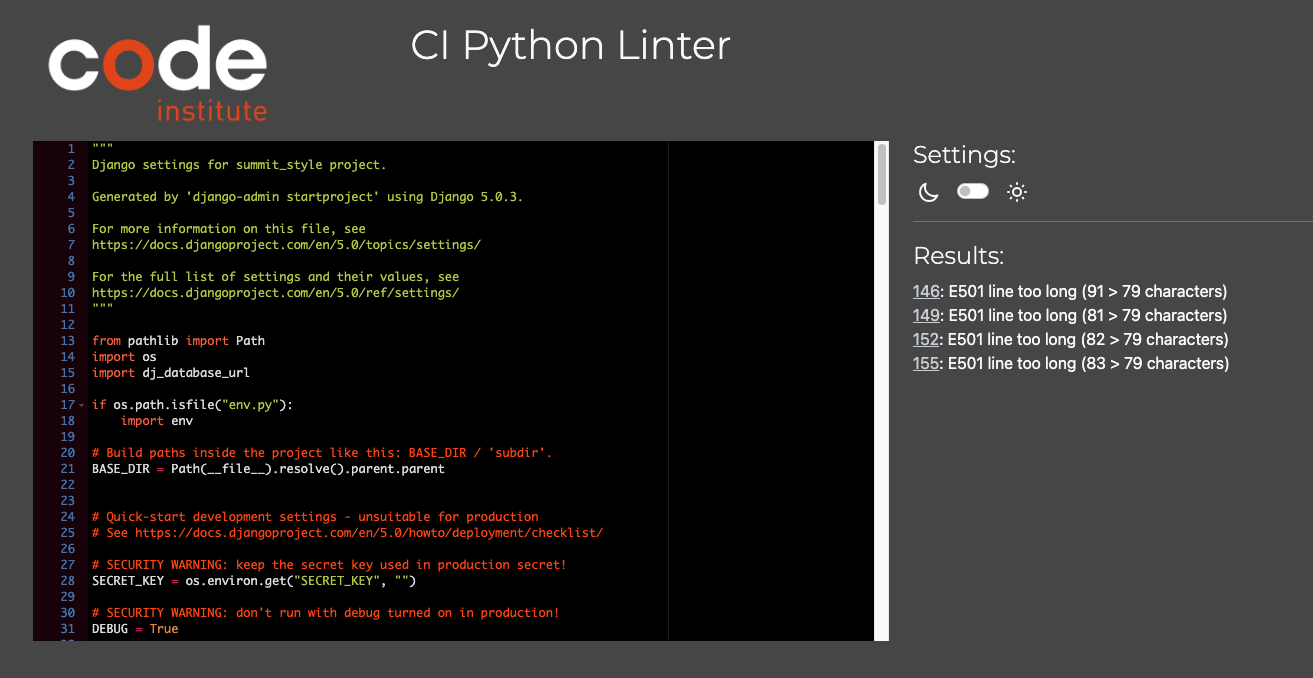 code
institute
CI Python Linter
1 """
2 Django settings for summit_style project.
3
4 Generated by 'django-admin startproject' using Django 5.0.3.
5
6 For more information on this file, see
7 https://docs.djangoproject.com/en/5.0/topics/settings/
8
9 For the full list of settings and their values, see
10 https://docs.djangoproject.com/en/5.0/ref/settings/
11 """
12
13 from pathlib import Path
14 import os
15 import dj_database_url
16
17 if os.path.isfile("env.py"):
18 import env
19
20 # Build paths inside the project like this: BASE_DIR / 'subdir'.
21 BASE_DIR = Path(__file__).resolve().parent.parent
22
23
24 # Quick-start development settings - unsuitable for production
25 # See https://docs.djangoproject.com/en/5.0/howto/deployment/checklist/
26
27 # SECURITY WARNING: keep the secret key used in production secret!
28 SECRET_KEY = os.environ.get("SECRET_KEY", "")
29
30 # SECURITY WARNING: don't run with debug turned on in production!
31 DEBUG = True
Settings:
Results:
146: E501 line too long (91 > 79 characters)
149: E501 line too long (81 > 79 characters)
152: E501 line too long (82 > 79 characters)
155: E501 line too long (83 > 79 characters)